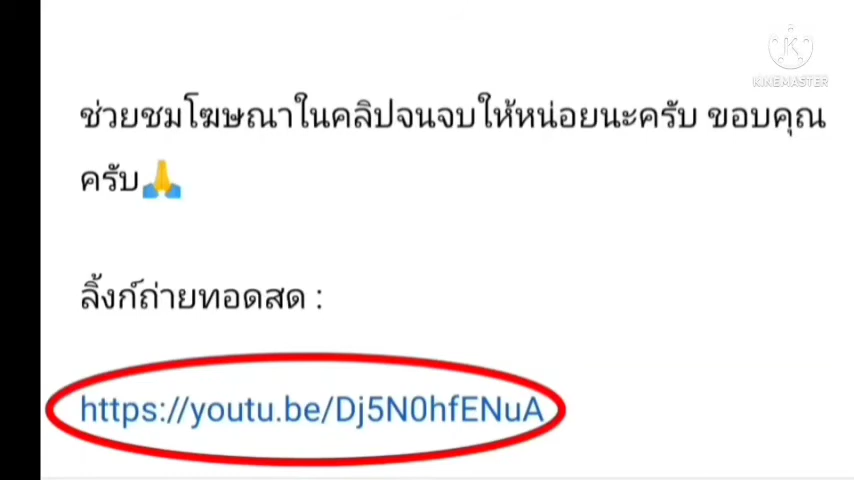 KINEMASTER
ช่วยชมโฆษณาในคลิปจนจบให้หน่อยนะครับ ขอบคุณ
ครับ🙏
ลิ้งก์ถ่ายทอดสด :
https://youtu.be/Dj5N0hfENuA